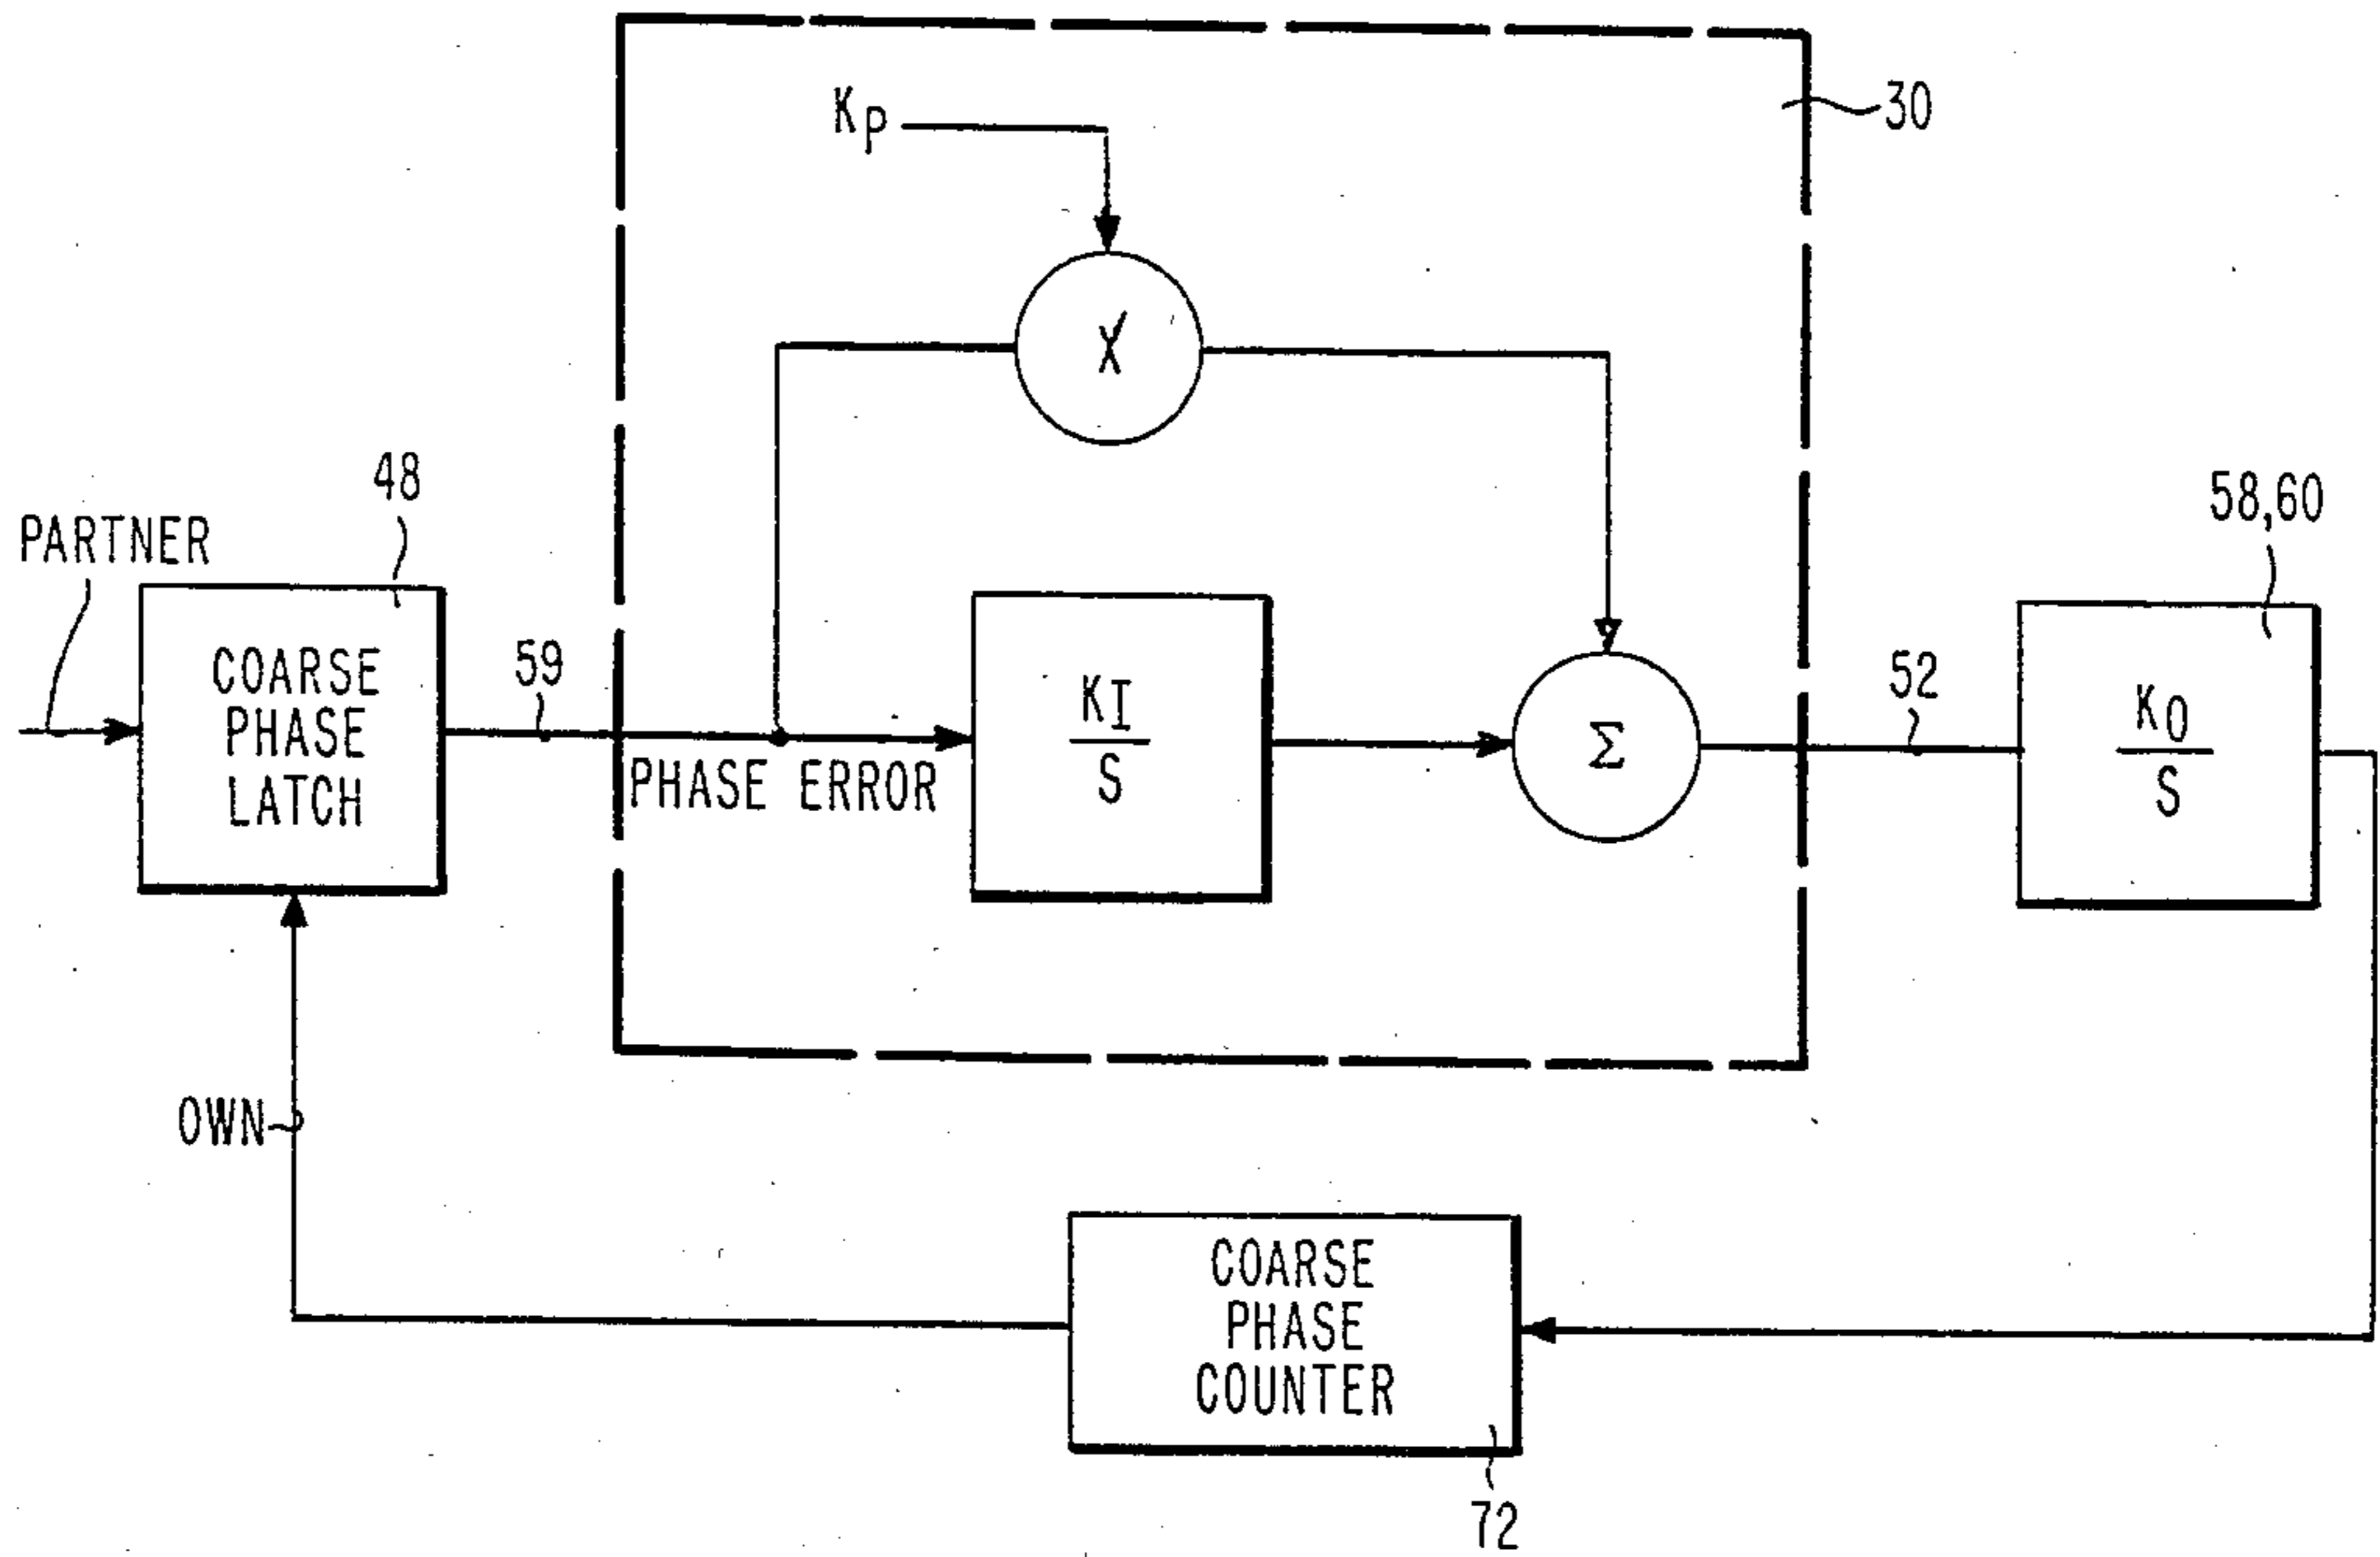 30
Kp
48
58,60
PARTNER
59
52
COARSE
PHASE
LATCH
KI
S
Σ
KO
S
X
PHASE ERROR
OWN
COARSE
PHASE
COUNTER
72